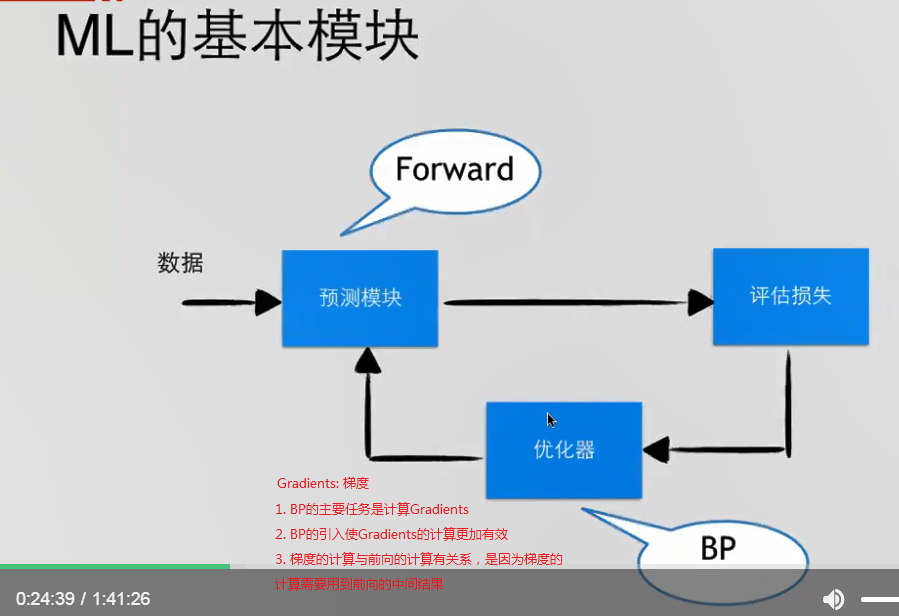 ML的基本模块
Forward
数据
预测模块
评估损失
优化器
Gradients: 梯度
1. BP的主要任务是计算Gradients
2. BP的引入使Gradients的计算更加有效
3. 梯度的计算与前向的计算有关系，是因为梯度的
计算需要用到前向的中间结果
BP
0:24:39 / 1:41:26